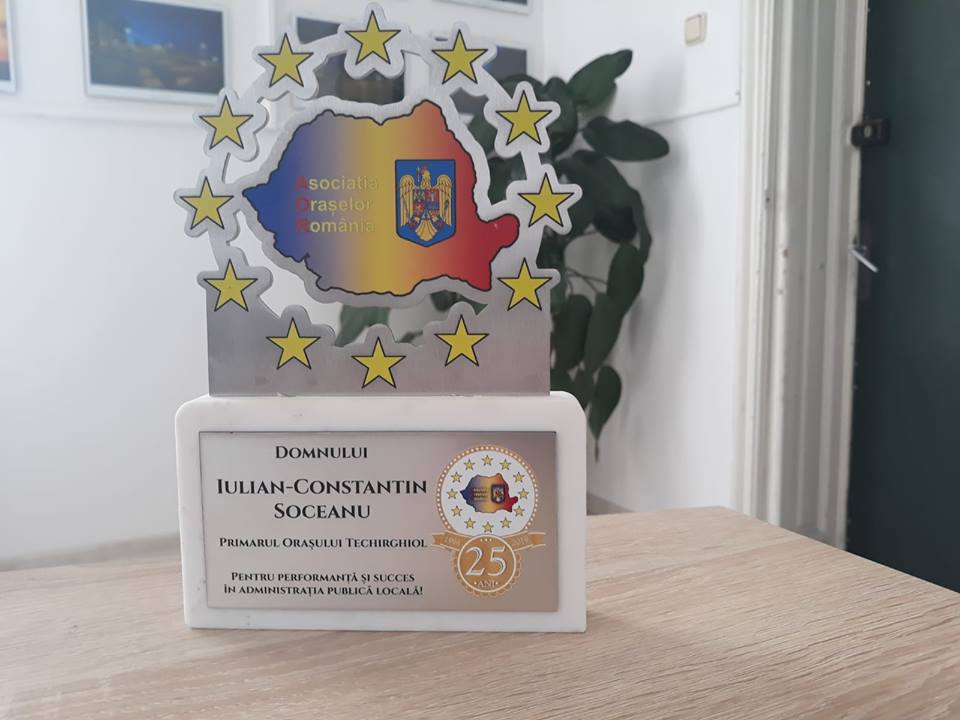 Asociatia
Orașelor
România
DOMNULUI
IULIAN-CONSTANTIN
SOCEANU
PRIMARUL ORAȘULUI TECHIRGHIOL
PENTRU PERFORMANȚĂ ȘI SUCCES
ÎN ADMINISTRAȚIA PUBLICĂ LOCALĂ!
25
ANI